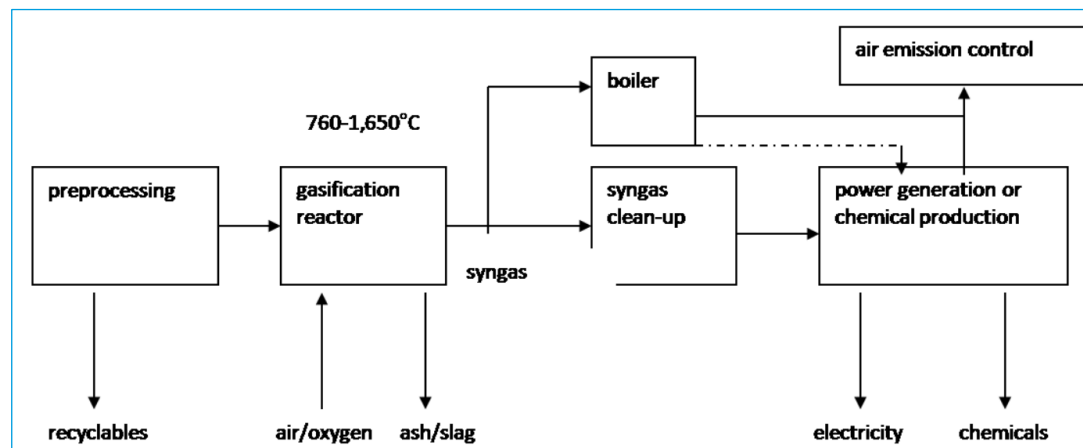 air emission control
boiler
760-1,650°C
preprocessing
gasification
reactor
syngas
clean-up
power generation or
chemical production
syngas
recyclables
air/oxygen
ash/slag
electricity
chemicals